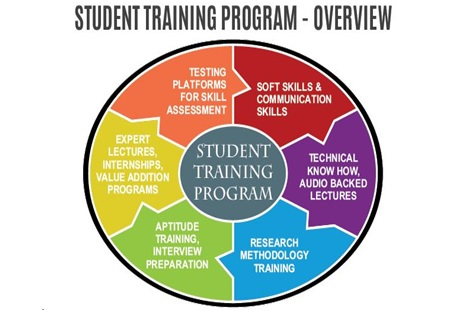 STUDENT TRAINING PROGRAM - OVERVIEW
TESTING
PLATFORMS
FOR SKILL
ASSESSMENT
SOFT SKILLS &
COMMUNICATION
SKILLS
EXPERT
LECTURES,
INTERNSHIPS,
VALUE ADDITION
PROGRAMS
STUDENT
TRAINING
PROGRAM
TECHNICAL
KNOW HOW,
AUDIO BACKED
LECTURES
APTITUDE
TRAINING,
INTERVIEW
PREPARATION
RESEARCH
METHODOLOGY
TRAINING